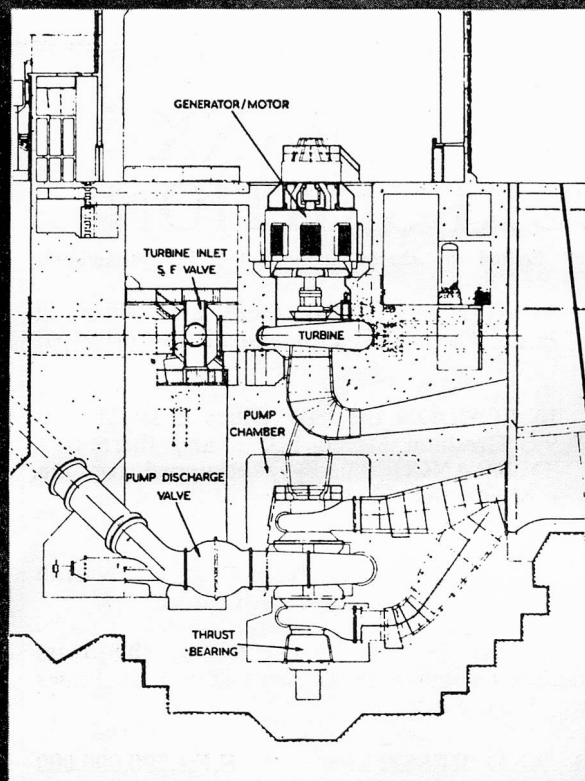 GENERATOR/MOTOR
TURBINE INLET
S, F VALVE
TURBINE
PUMP
CHAMBER
PUMP DISCHARGE
VALVE
THRUST
BEARING